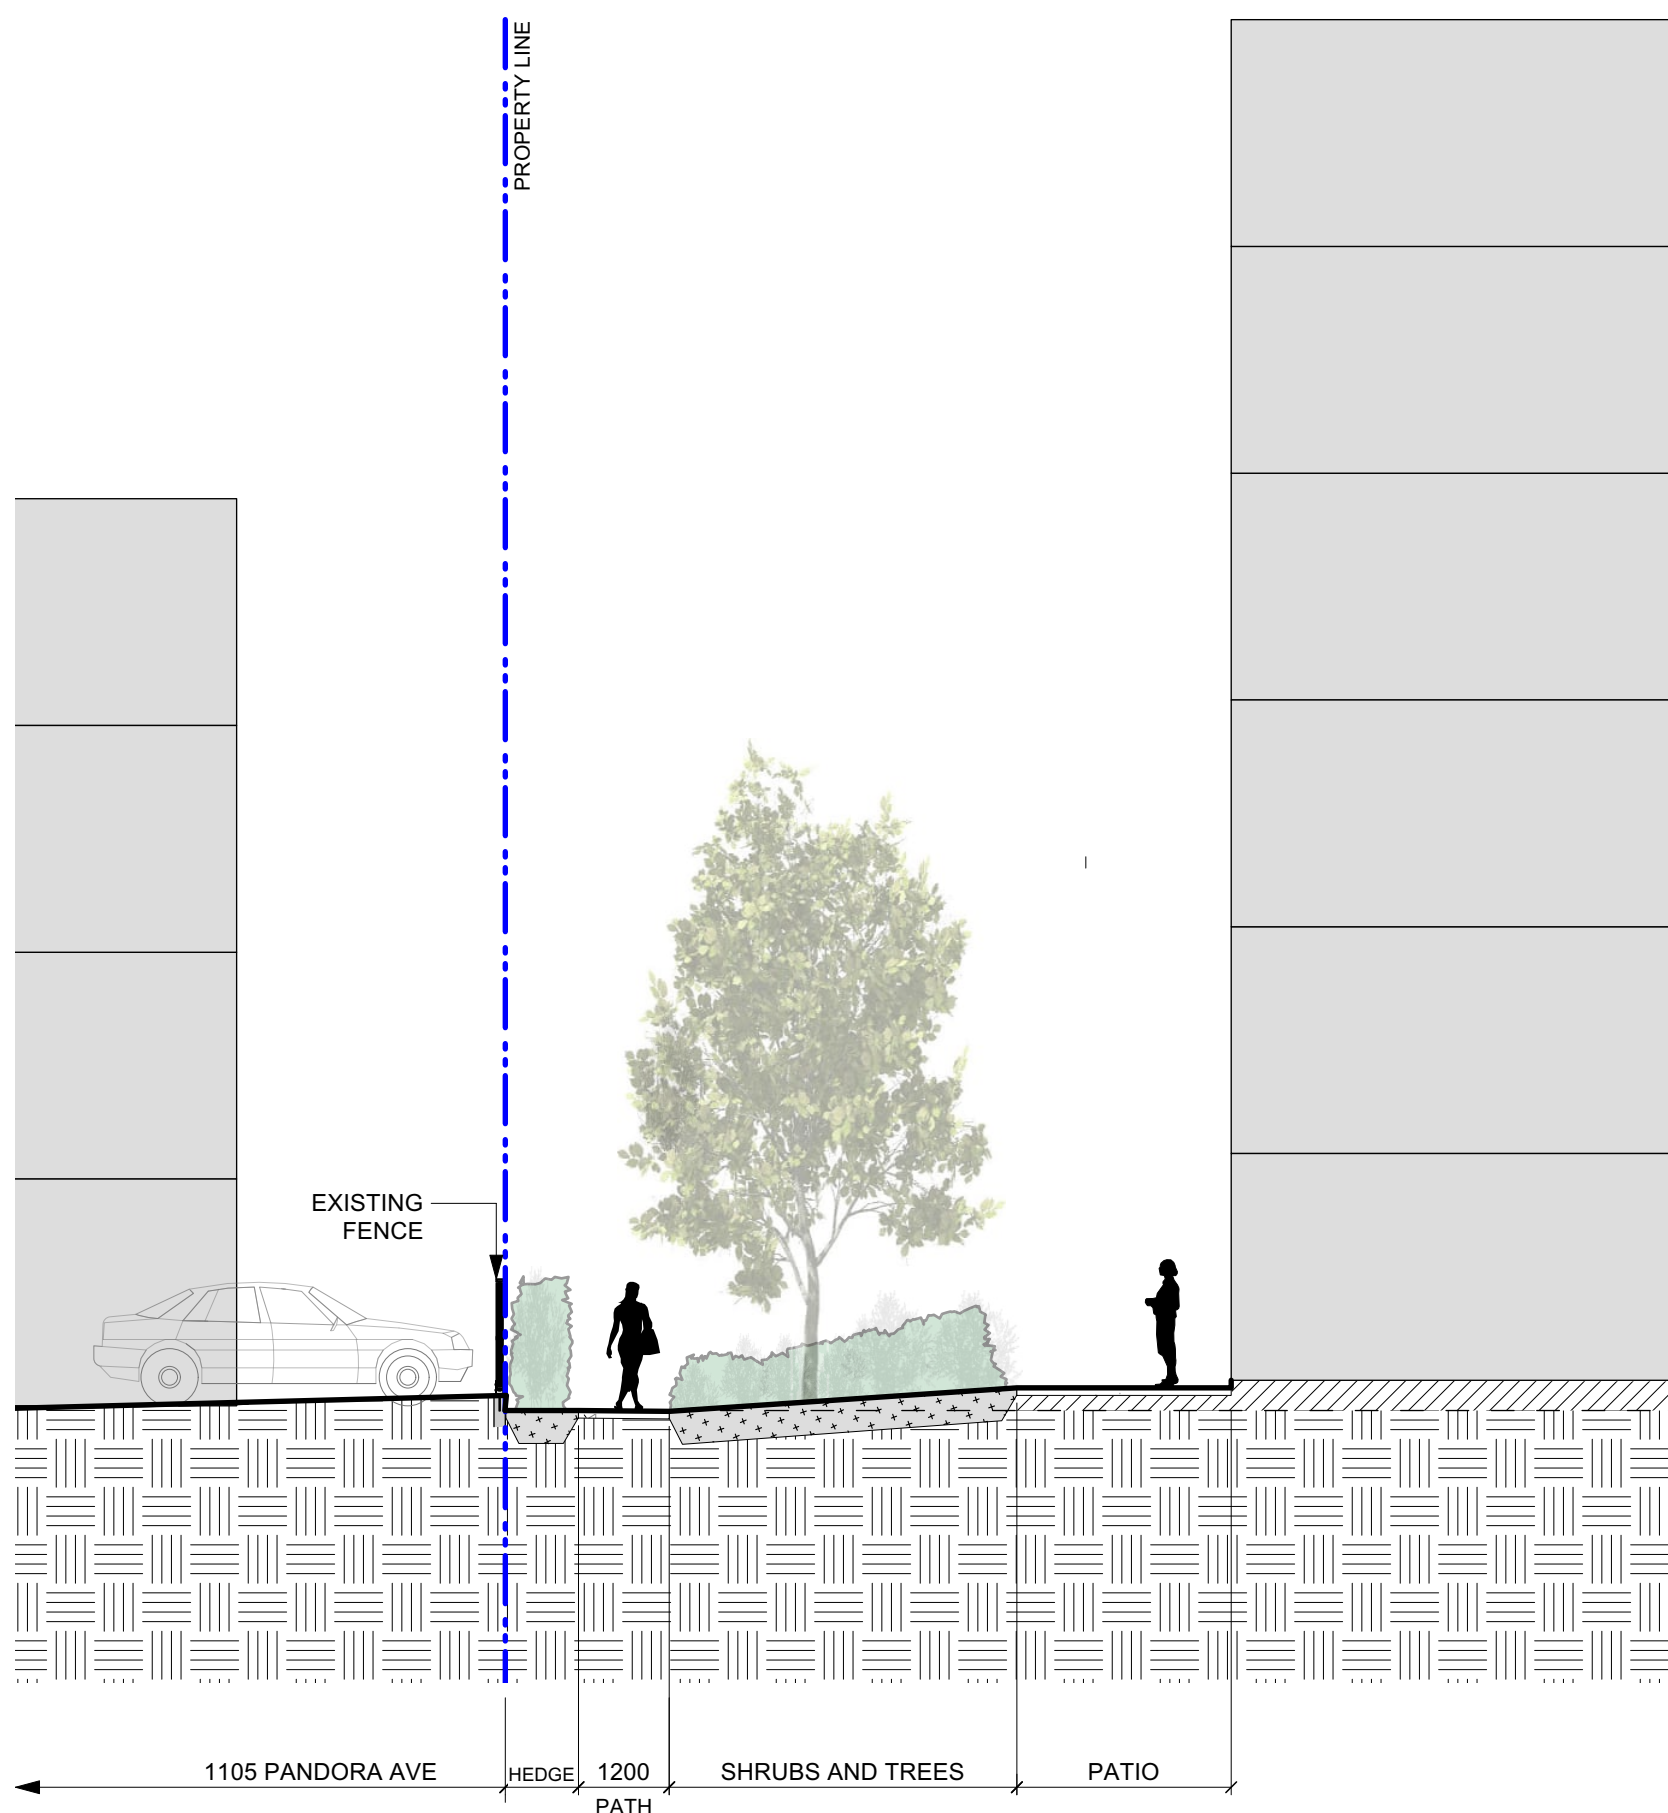 PROPERTY LINE
EXISTING
FENCE
1105 PANDORA AVE
HEDGE
1200
PATH
SHRUBS AND TREES
PATIO